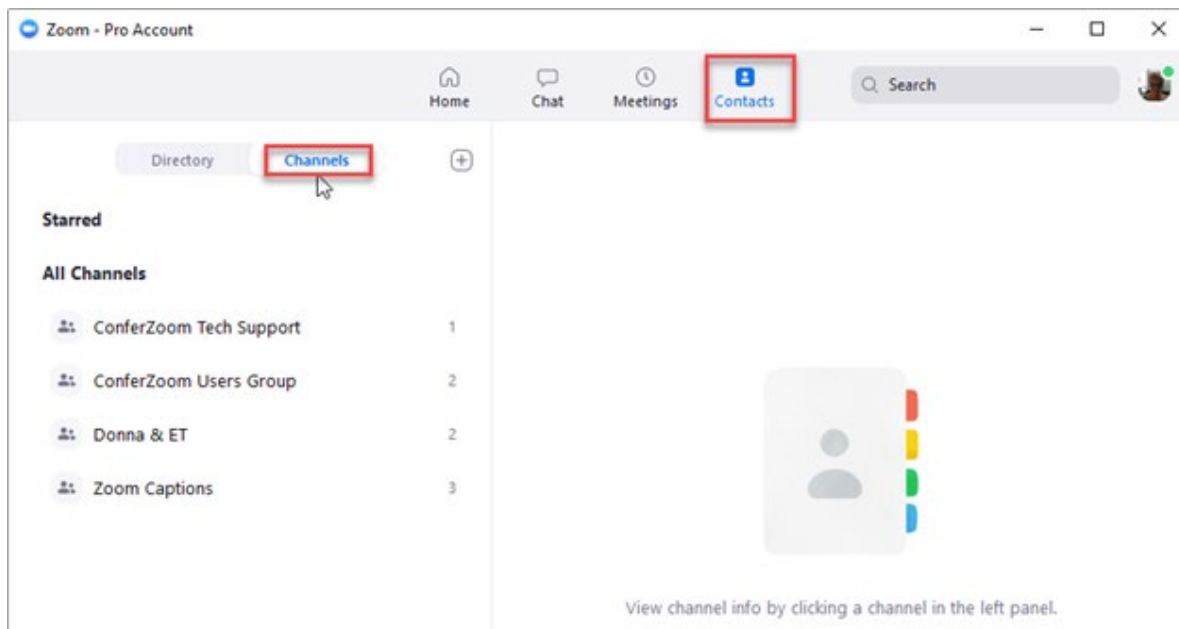 Zoom - Pro Account
Home Chat Meetings Contacts Search
Directory Channels
Starred
All Channels
ConferZoom Tech Support 1
ConferZoom Users Group 2
Donna & ET 2
Zoom Captions 3
View channel info by clicking a channel in the left panel.